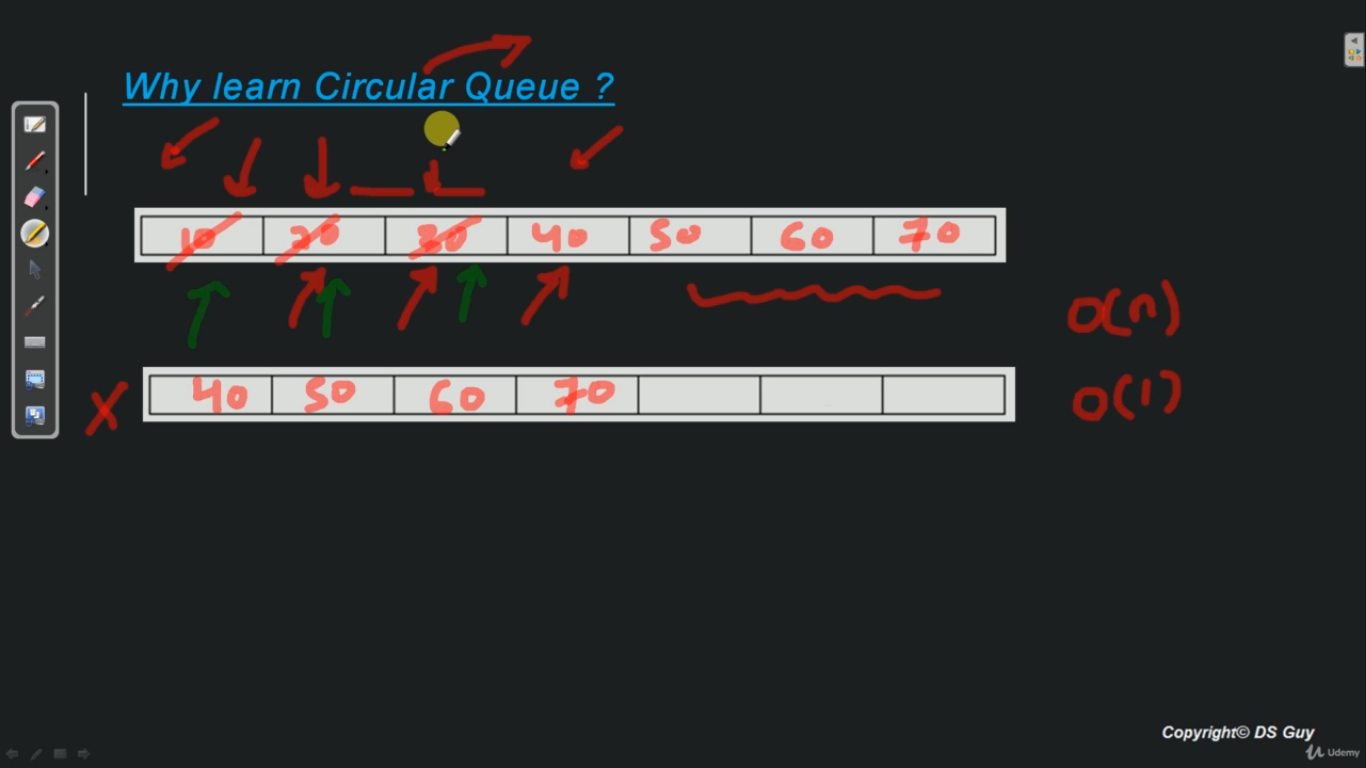 Why learn Circular Queue ?
10 20 30 40 50 60 70
O(n)
X 40 50 60 70
O(1)
Copyright© DS Guy
Udemy